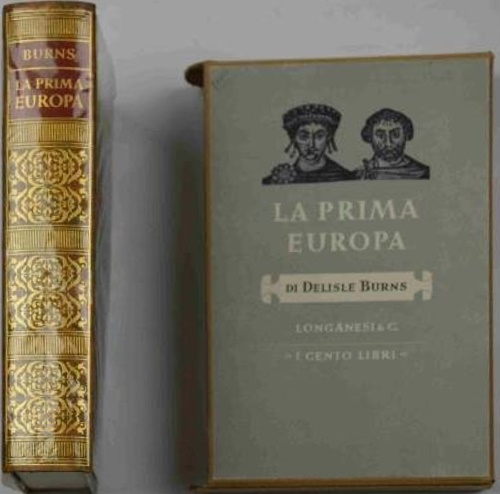 BURNS
LA PRIMA
EUROPA
LA PRIMA
EUROPA
DI DELISLE BURNS
LONGANESI & C.
I CENTO LIBRI